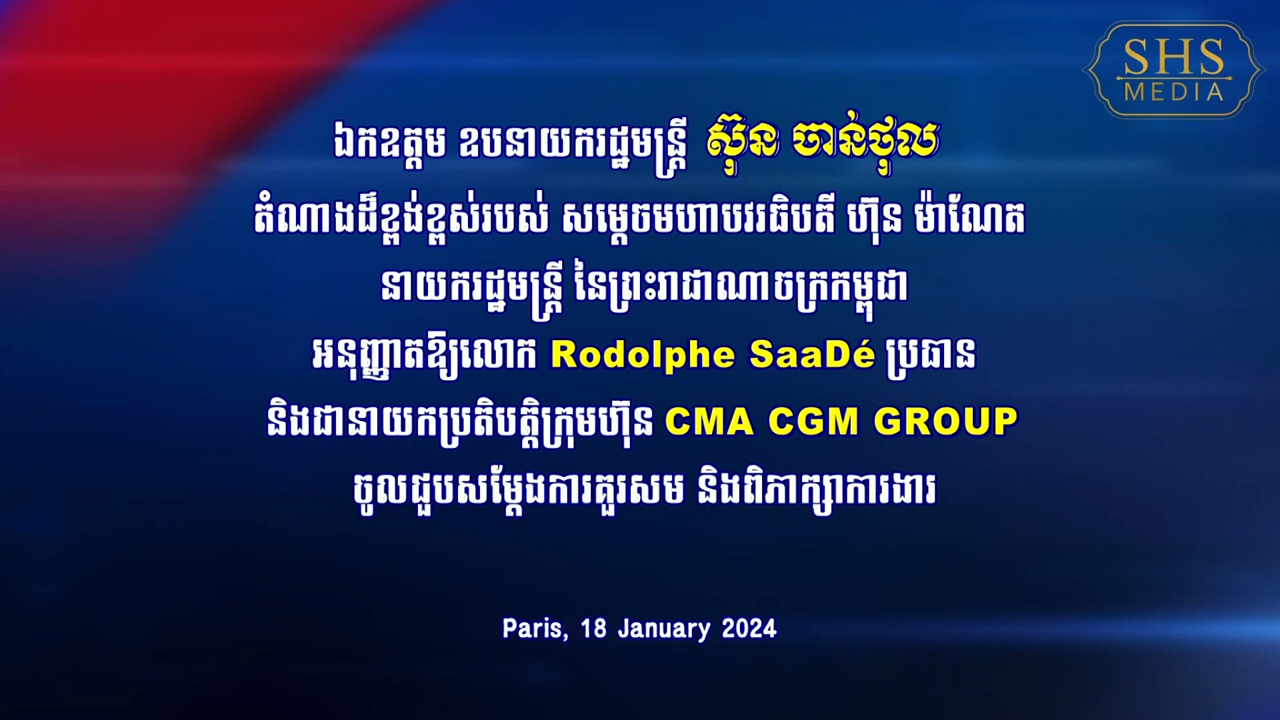 SHS
MEDIA
ឯកឧត្តម ឧបនាយករដ្ឋមន្ត្រី ស៊ុន ចាន់ថុល
តំណាងដ៏ខ្ពង់ខ្ពស់របស់ សម្តេចមហាបវរធិបតី ហ៊ុន ម៉ាណែត
នាយករដ្ឋមន្ត្រី នៃព្រះរាជាណាចក្រកម្ពុជា
អនុញ្ញាតឱ្យលោក Rodolphe SaaDé ប្រធាន
និងជានាយកប្រតិបត្តិក្រុមហ៊ុន CMA CGM GROUP
ចូលជួបសម្តែងការគួរសម និងពិភាក្សាការងារ
Paris, 18 January 2024